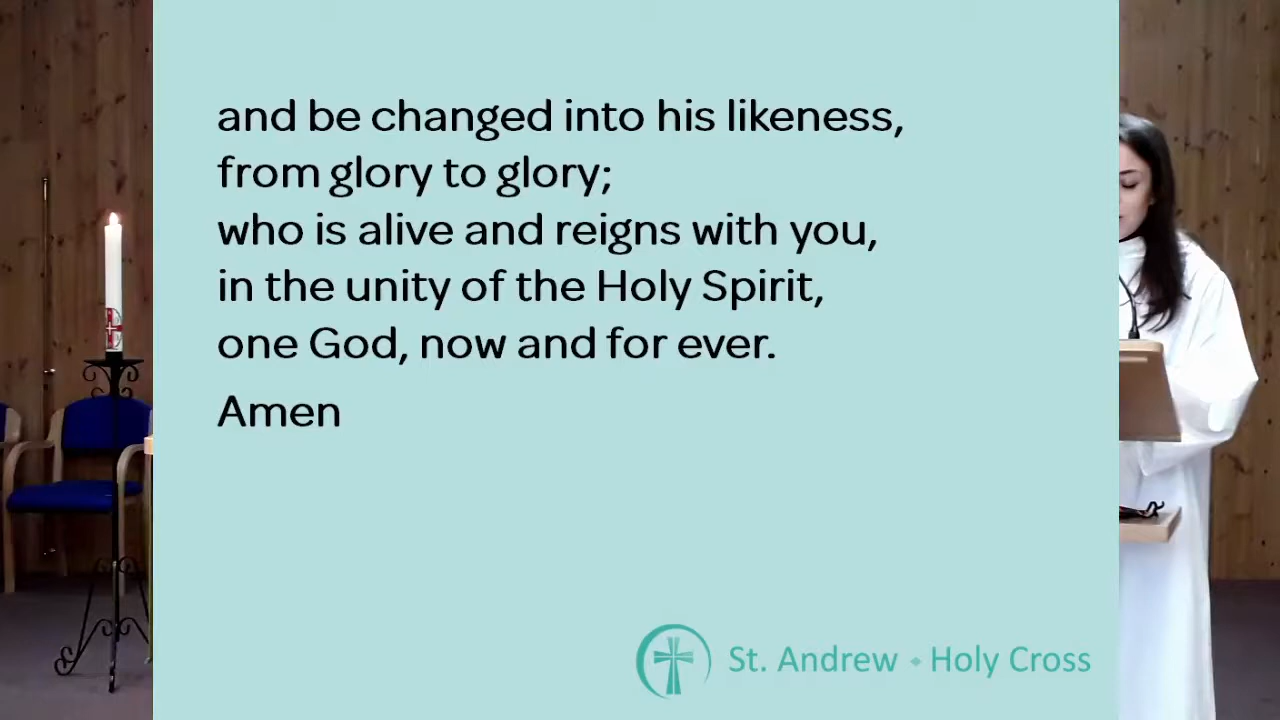 and be changed into his likeness,
from glory to glory;
who is alive and reigns with you,
in the unity of the Holy Spirit,
one God, now and for ever.
Amen
St. Andrew • Holy Cross